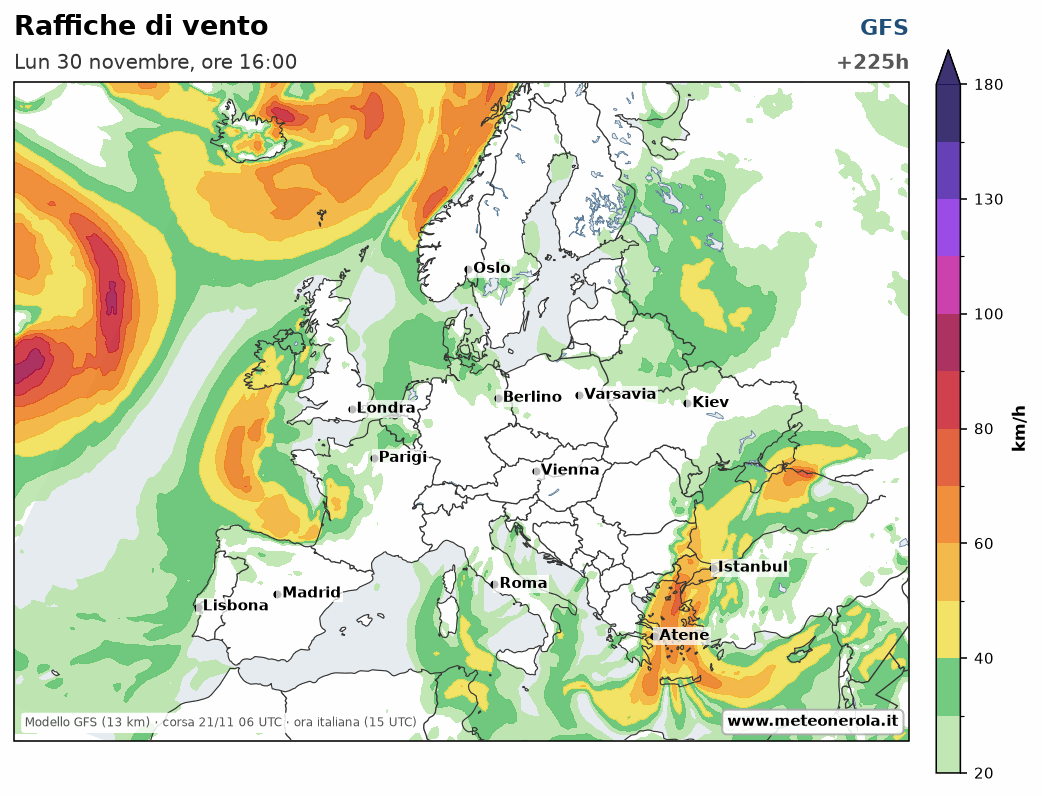 Raffiche di vento
GFS
Lun 30 novembre, ore 16:00
+225h
180
130
100
80
60
40
20
km/h
Oslo
Berlino
Varsavia
Kiev
Londra
Parigi
Vienna
Istanbul
Roma
Madrid
Lisbona
Atene
Modello GFS (13 km) · corsa 21/11 06 UTC · ora italiana (15 UTC)
www.meteonerola.it